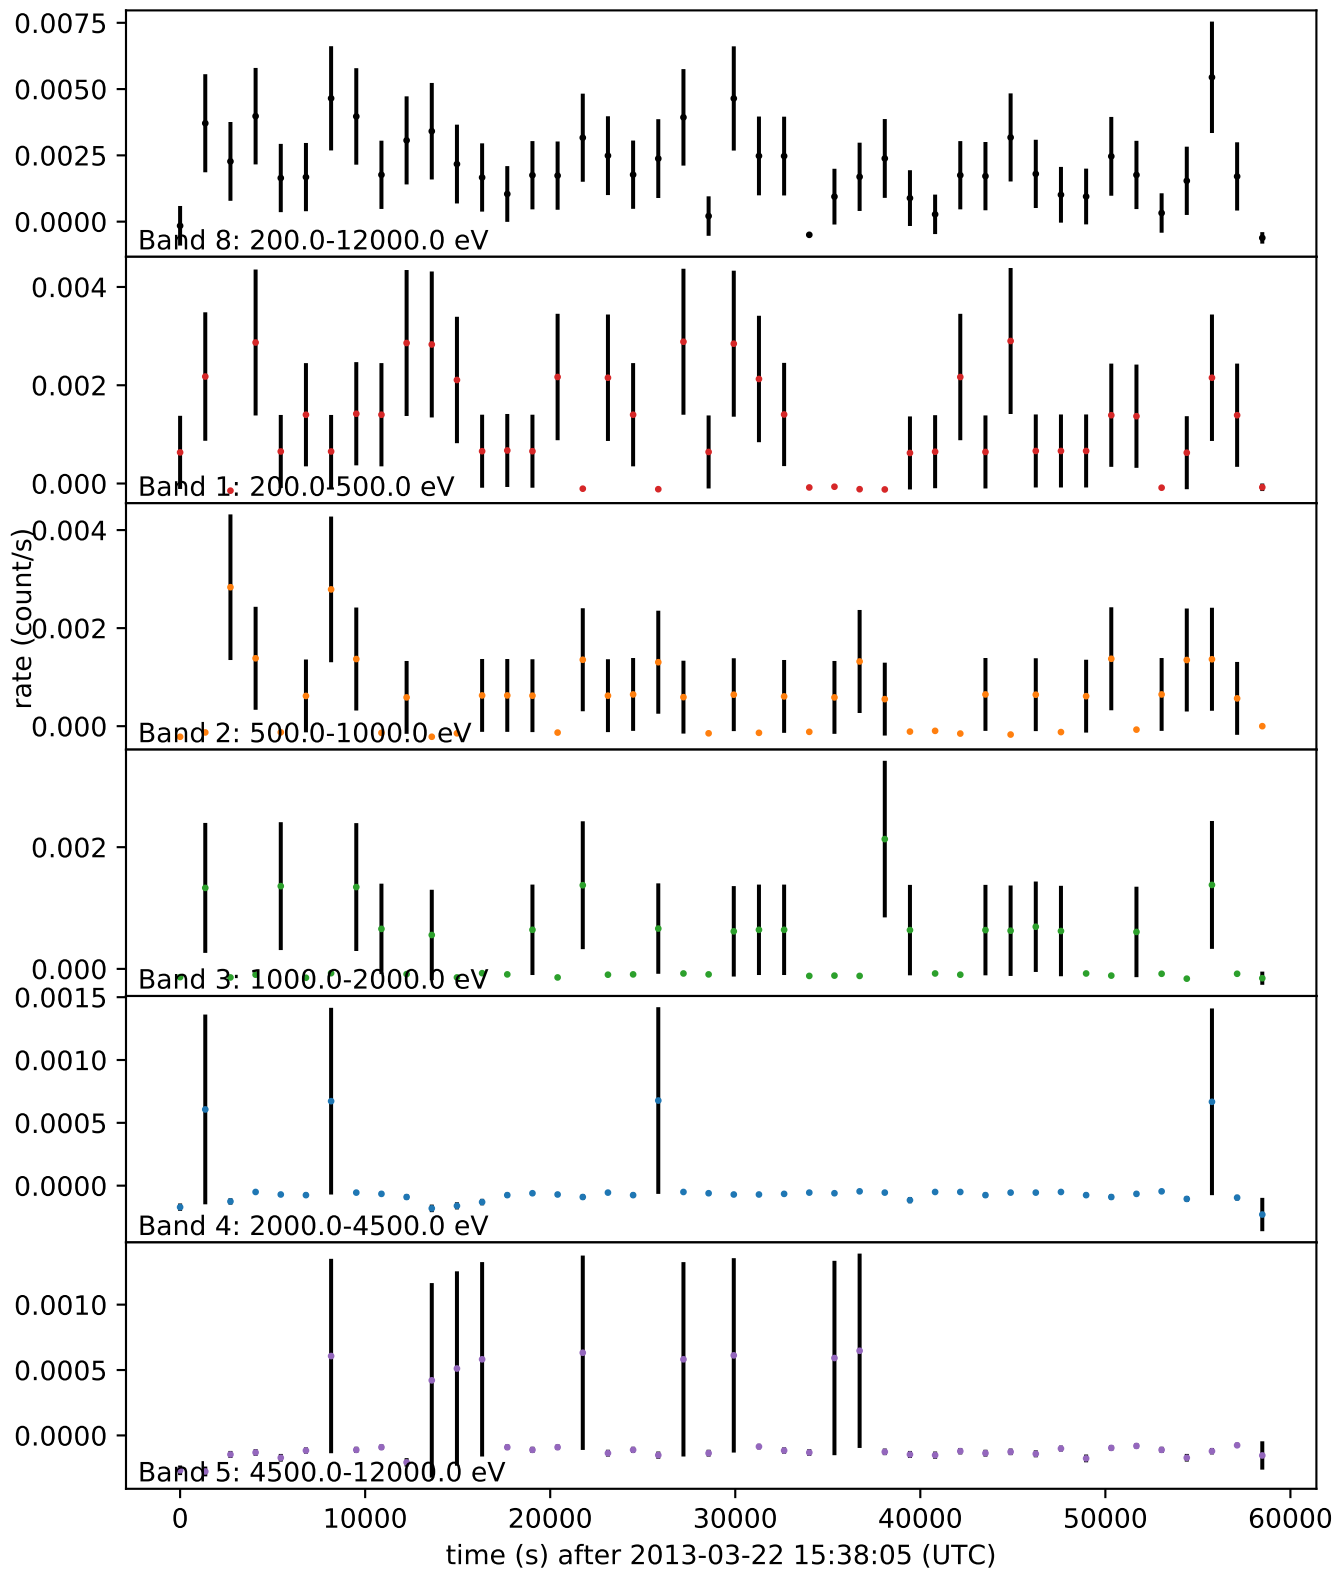 0.0075
0.0050
0.0025
0.0000
Band 8: 200.0-12000.0 eV
0.004
0.002
0.000
Band 1: 200.0-500.0 eV
rate (count/s)
0.004
0.002
0.000
Band 2: 500.0-1000.0 eV
0.002
0.000
Band 3: 1000.0-2000.0 eV
0.0015
0.0010
0.0005
0.0000
Band 4: 2000.0-4500.0 eV
0.0010
0.0005
0.0000
Band 5: 4500.0-12000.0 eV
0 10000 20000 30000 40000 50000 60000
time (s) after 2013-03-22 15:38:05 (UTC)